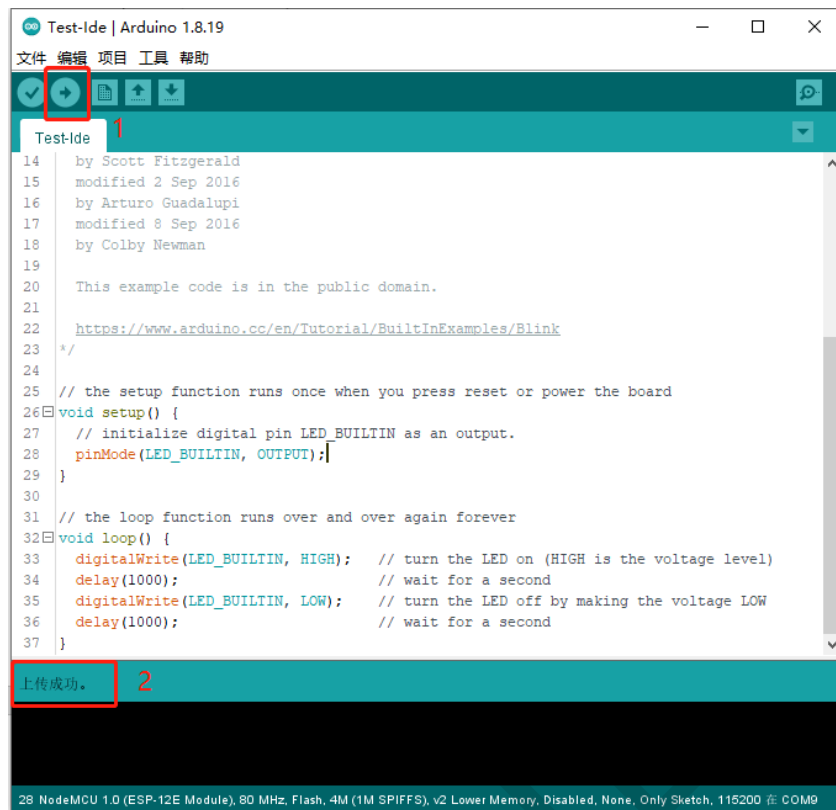 Test-Ide | Arduino 1.8.19
文件 编辑 项目 工具 帮助
1
Test-Ide
14 by Scott Fitzgerald
15 modified 2 Sep 2016
16 by Arturo Guadalupi
17 modified 8 Sep 2016
18 by Colby Newman
19
20 This example code is in the public domain.
21
22 https://www.arduino.cc/en/Tutorial/BuiltInExamples/Blink
23 */
24
25 // the setup function runs once when you press reset or power the board
26 void setup() {
27 // initialize digital pin LED_BUILTIN as an output.
28 pinMode(LED_BUILTIN, OUTPUT);
29 }
30
31 // the loop function runs over and over again forever
32 void loop() {
33 digitalWrite(LED_BUILTIN, HIGH); // turn the LED on (HIGH is the voltage level)
34 delay(1000); // wait for a second
35 digitalWrite(LED_BUILTIN, LOW); // turn the LED off by making the voltage LOW
36 delay(1000); // wait for a second
37 }
上传成功。 2
28 NodeMCU 1.0 (ESP-12E Module), 80 MHz, Flash, 4M (1M SPIFFS), v2 Lower Memory, Disabled, None, Only Sketch, 115200 在 COM9